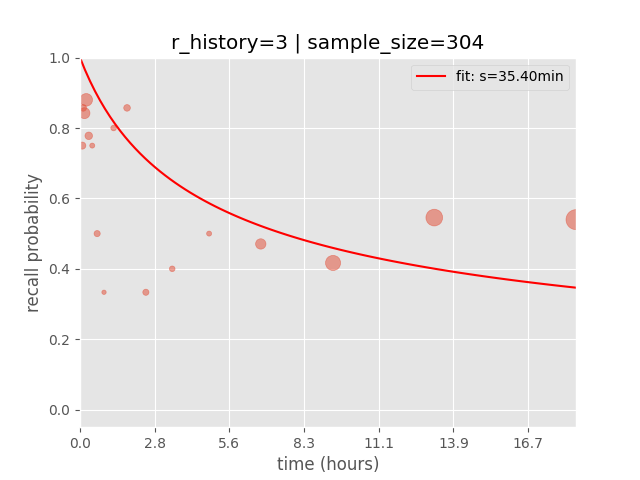 r_history=3 | sample_size=304
fit: s=35.40min
recall probability
1.0
0.8
0.6
0.4
0.2
0.0
0.0 2.8 5.6 8.3 11.1 13.9 16.7
time (hours)